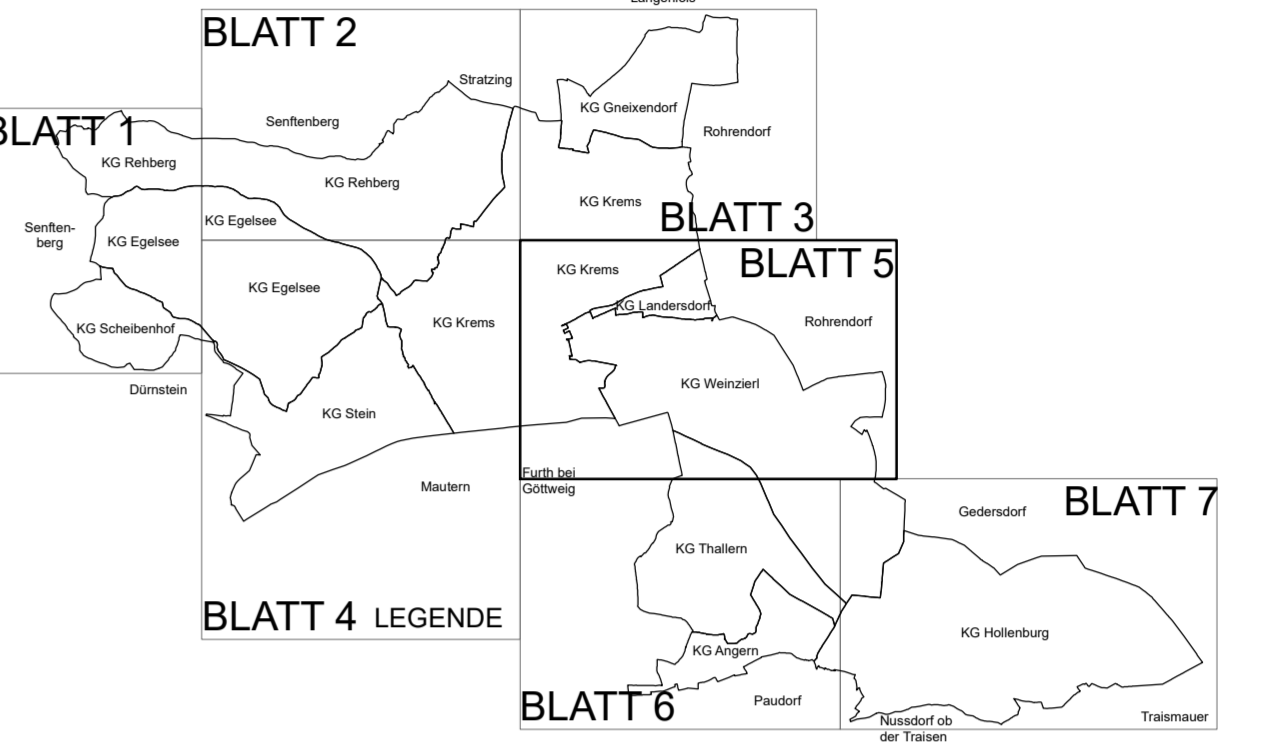 BLATT 2
Stratzing
Senftenberg
KG Gneixendorf
Rohrendorf
BLATT 1
KG Rehberg
KG Rehberg
KG Krems
BLATT 3
KG Egelsee
Senften-
berg
KG Egelsee
KG Egelsee
KG Krems
BLATT 5
KG Krems
KG Landersdorf
Rohrendorf
KG Scheibenhof
Dürnstein
KG Stein
KG Weinzierl
Mautern
Furth bei
Göttweig
BLATT 7
Gedersdorf
KG Thallern
BLATT 4
LEGENDE
KG Hollenburg
KG Angern
BLATT 6
Paudorf
Nussdorf ob
der Traisen
Traismauer